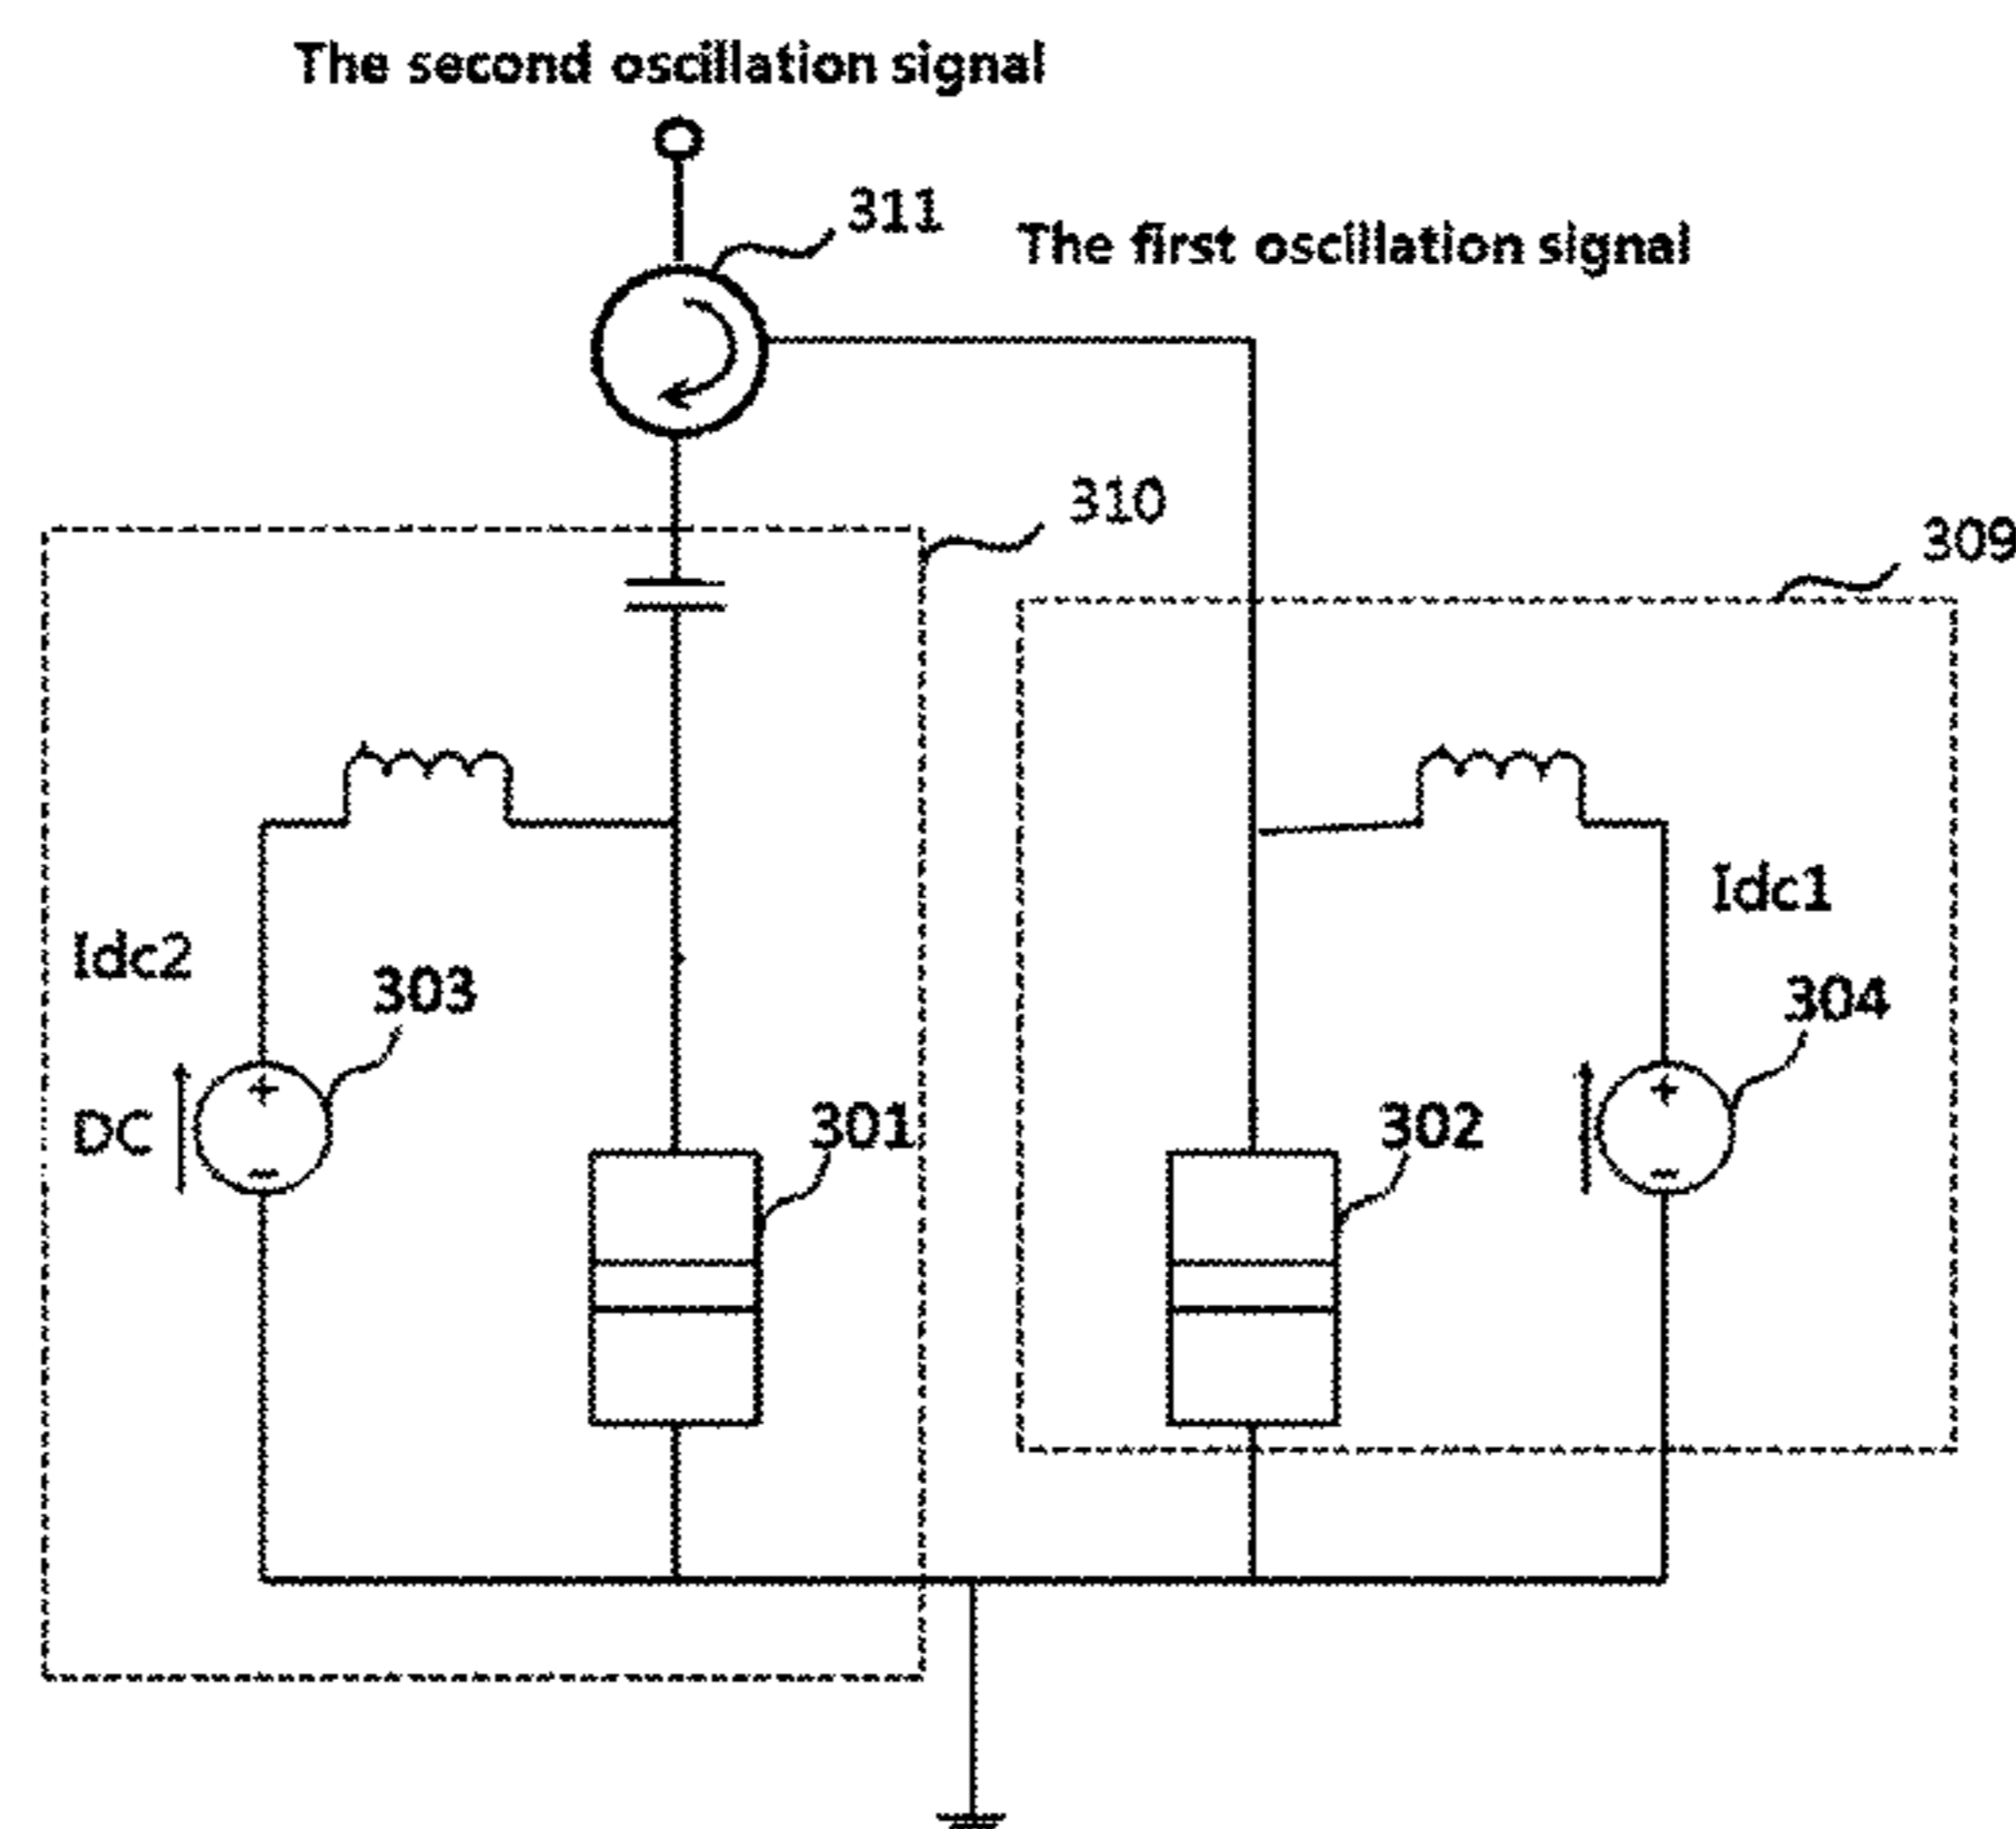 The second oscillation signal
311
The first oscillation signal
310
309
Idc1
Idc2
303
304
DC
+
+
301
302
−
−